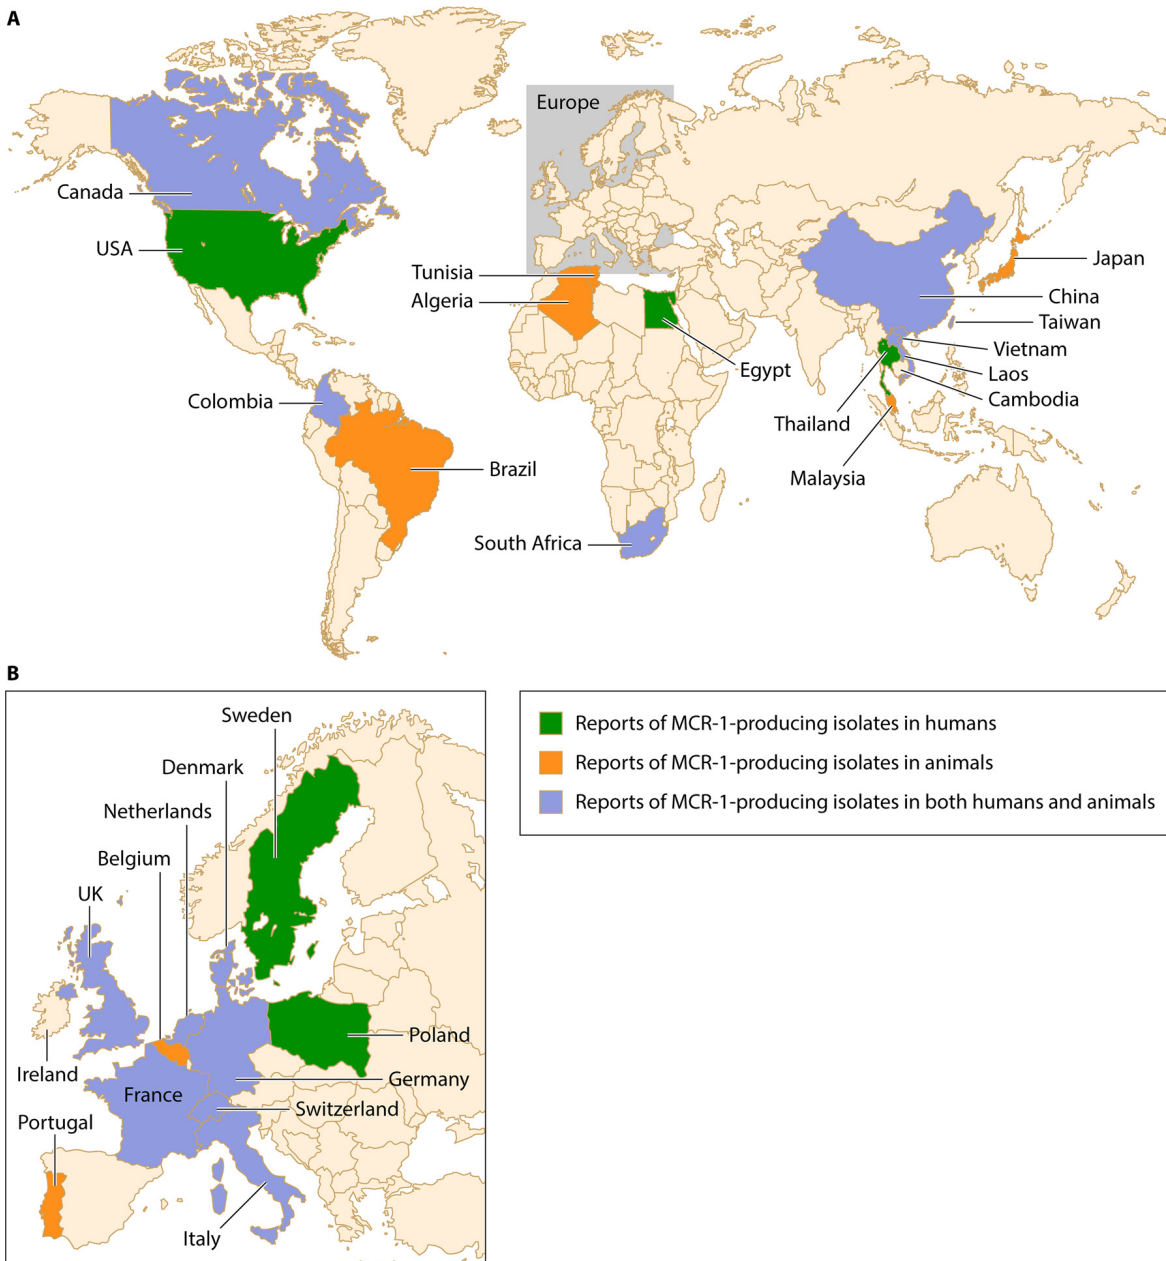 A
Europe
Canada
USA
Tunisia
Algeria
Japan
China
Taiwan
Vietnam
Laos
Cambodia
Egypt
Thailand
Malaysia
Colombia
Brazil
South Africa
B
Sweden
Denmark
Netherlands
Belgium
UK
Ireland
Portugal
France
Poland
Germany
Switzerland
Italy
Reports of MCR-1-producing isolates in humans
Reports of MCR-1-producing isolates in animals
Reports of MCR-1-producing isolates in both humans and animals